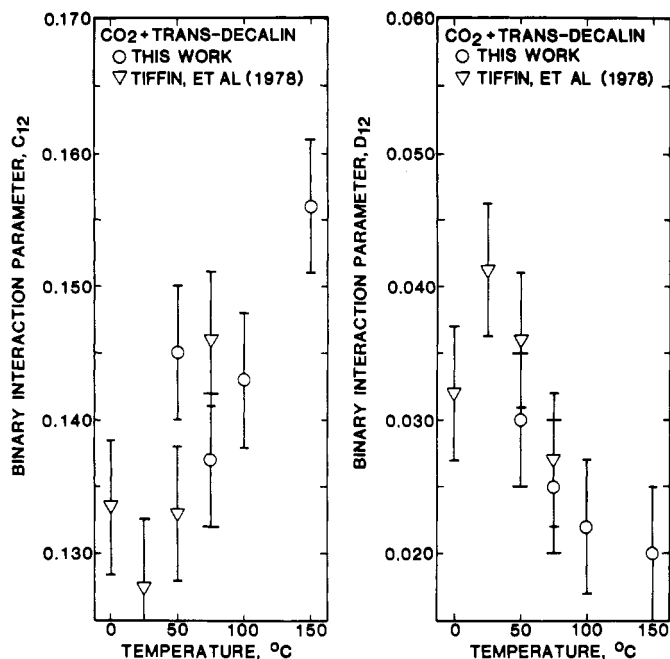 CO2+TRANS-DECALIN
○ THIS WORK
▽ TIFFIN, ET AL (1978)
BINARY INTERACTION PARAMETER, C12
0.170
0.160
0.150
0.140
0.130
0 50 100 150
TEMPERATURE, °C
CO2+TRANS-DECALIN
○ THIS WORK
▽ TIFFIN, ET AL (1978)
BINARY INTERACTION PARAMETER, D12
0.060
0.050
0.040
0.030
0.020
0 50 100 150
TEMPERATURE, °C